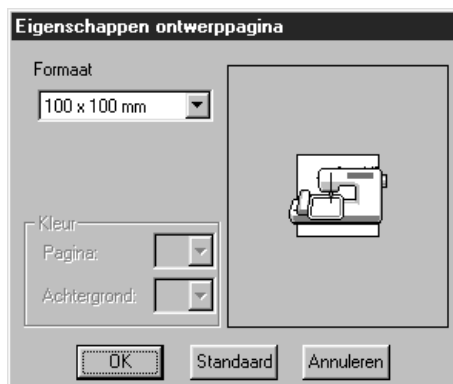 Eigenschappen ontwerppagina
Formaat
100 x 100 mm
Kleur
Pagina:
Achtergrond:
OK Standaard Annuleren